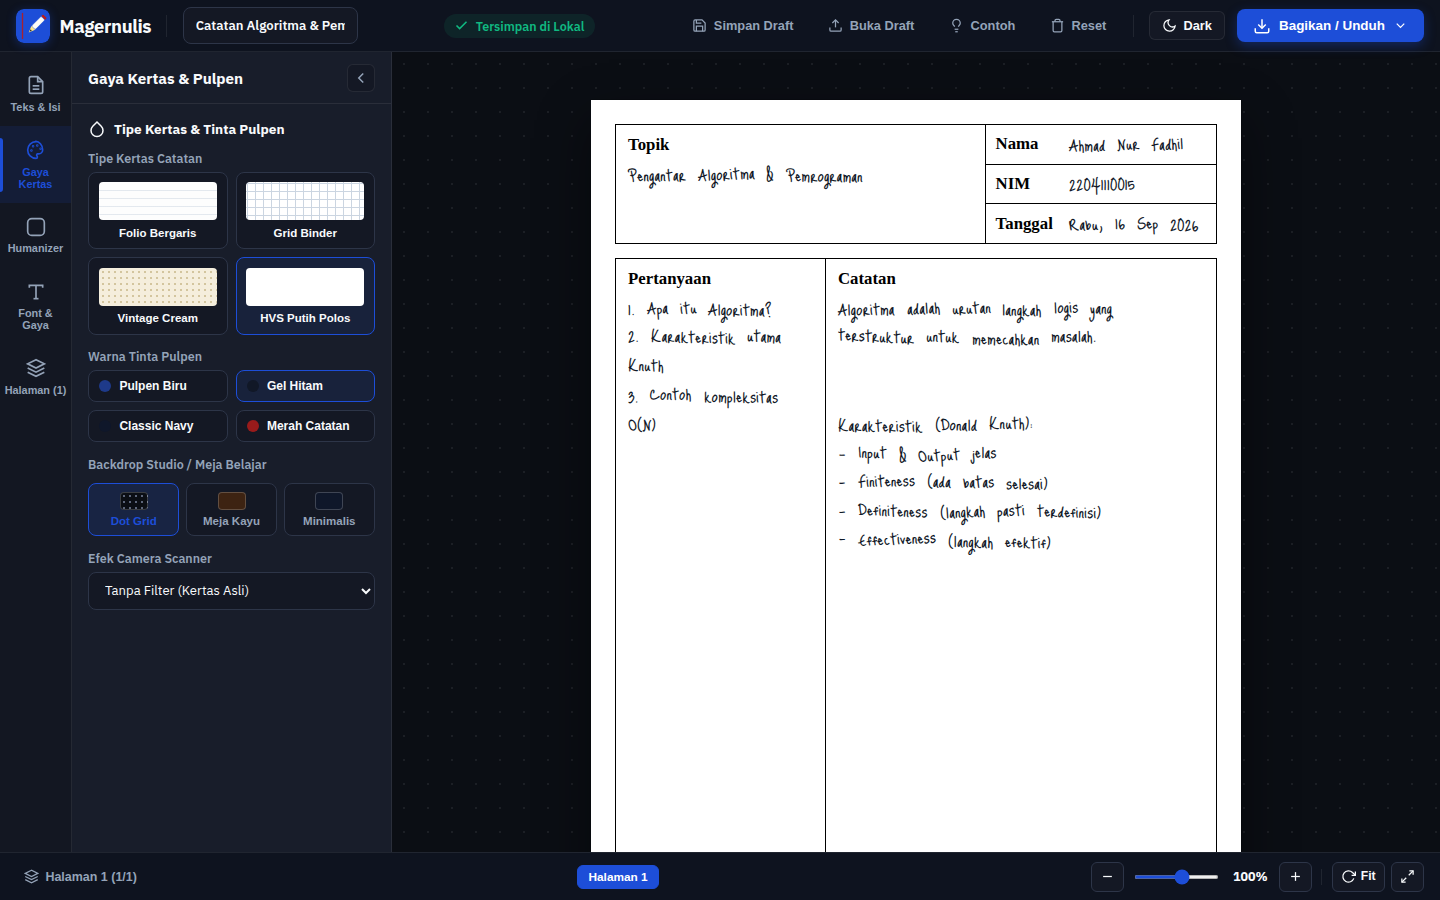 Magernulis
Catatan Algoritma & Pem
Tersimpan di Lokal
Simpan Draft
Buka Draft
Contoh
Reset
Dark
Bagikan / Unduh
Teks & Isi
Gaya Kertas
Humanizer
Font & Gaya
Halaman (1)
Gaya Kertas & Pulpen
Tipe Kertas & Tinta Pulpen
Tipe Kertas Catatan
Folio Bergaris
Grid Binder
Vintage Cream
HVS Putih Polos
Warna Tinta Pulpen
Pulpen Biru
Gel Hitam
Classic Navy
Merah Catatan
Backdrop Studio / Meja Belajar
Dot Grid
Meja Kayu
Minimalis
Efek Camera Scanner
Tanpa Filter (Kertas Asli)
Topik
Pengantar Algoritma & Pemrograman
Nama Ahmad Nur Fadhil
NIM 22041110015
Tanggal Rabu, 16 Sep 2026
Pertanyaan
1. Apa itu Algoritma?
2. Karakteristik utama
Knuth
3. Contoh kompleksitas
O(N)
Catatan
Algoritma adalah urutan langkah logis yang
terstruktur untuk memecahkan masalah.
Karakteristik (Donald Knuth):
- Input & Output jelas
- Finiteness (ada batas selesai)
- Definiteness (langkah pasti terdefinisi)
- Effectiveness (langkah efektif)
Halaman 1 (1/1)
Halaman 1
100%
Fit